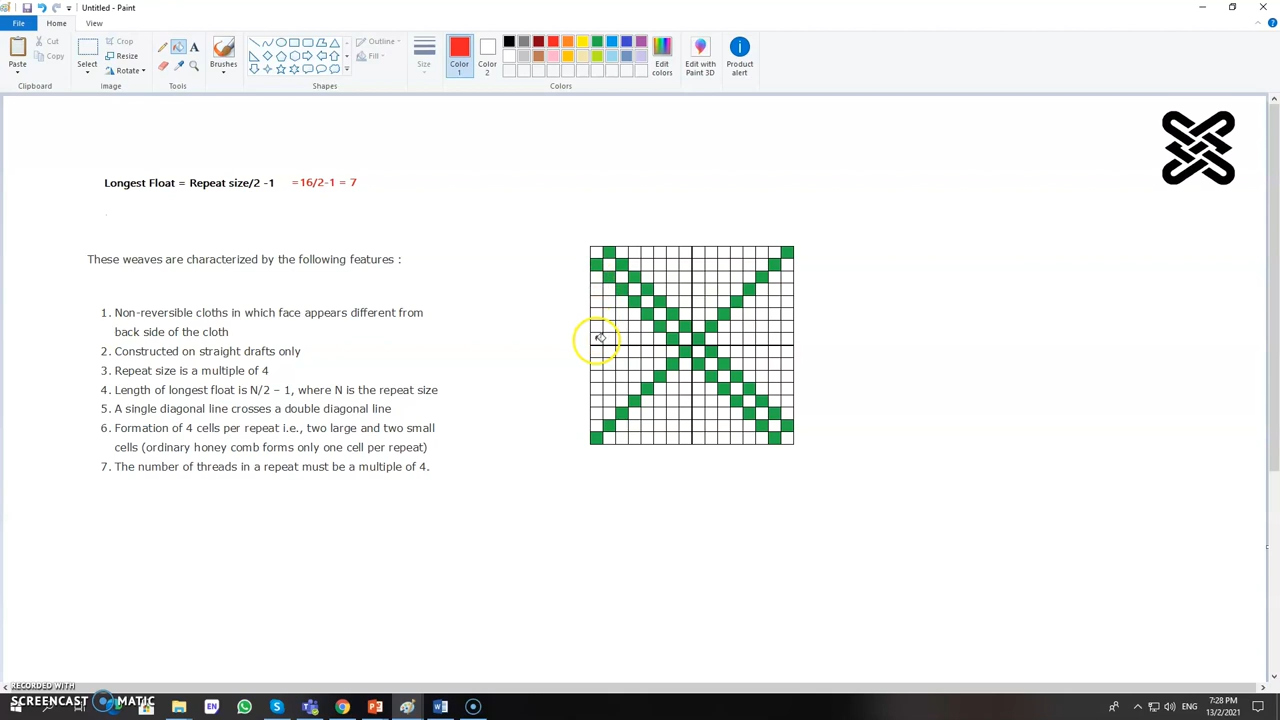 Untitled - Paint
File
Home
View
Paste
Cut
Copy
Clipboard
Select
Crop
Resize
Rotate
Image
A
Tools
Brushes
Outline
Fill
Shapes
Size
Color 1
Color 2
Edit colors
Colors
Edit with Paint 3D
Product alert
Longest Float = Repeat size/2 -1 =16/2-1 = 7
These weaves are characterized by the following features :
1. Non-reversible cloths in which face appears different from
back side of the cloth
2. Constructed on straight drafts only
3. Repeat size is a multiple of 4
4. Length of longest float is N/2 – 1, where N is the repeat size
5. A single diagonal line crosses a double diagonal line
6. Formation of 4 cells per repeat i.e., two large and two small
cells (ordinary honey comb forms only one cell per repeat)
7. The number of threads in a repeat must be a multiple of 4.
RECORDED WITH
SCREENCAST MATIC
EN
7:28 PM
13/2/2021